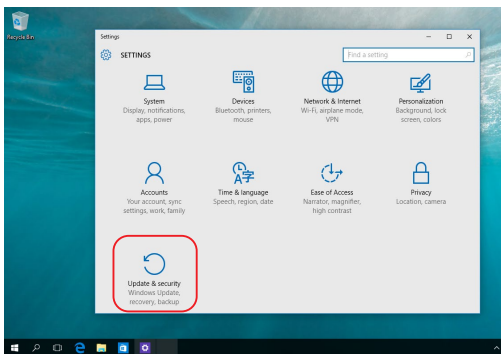 Recycle Bin
Settings
SETTINGS
Find a setting
System
Display, notifications,
apps, power
Devices
Bluetooth, printers,
mouse
Network & Internet
Wi-Fi, airplane mode,
VPN
Personalization
Background, lock
screen, colors
Accounts
Your account, sync
settings, work, family
A字
Time & language
Speech, region, date
Ease of Access
Narrator, magnifier,
high contrast
Privacy
Location, camera
Update & security
Windows Update,
recovery, backup